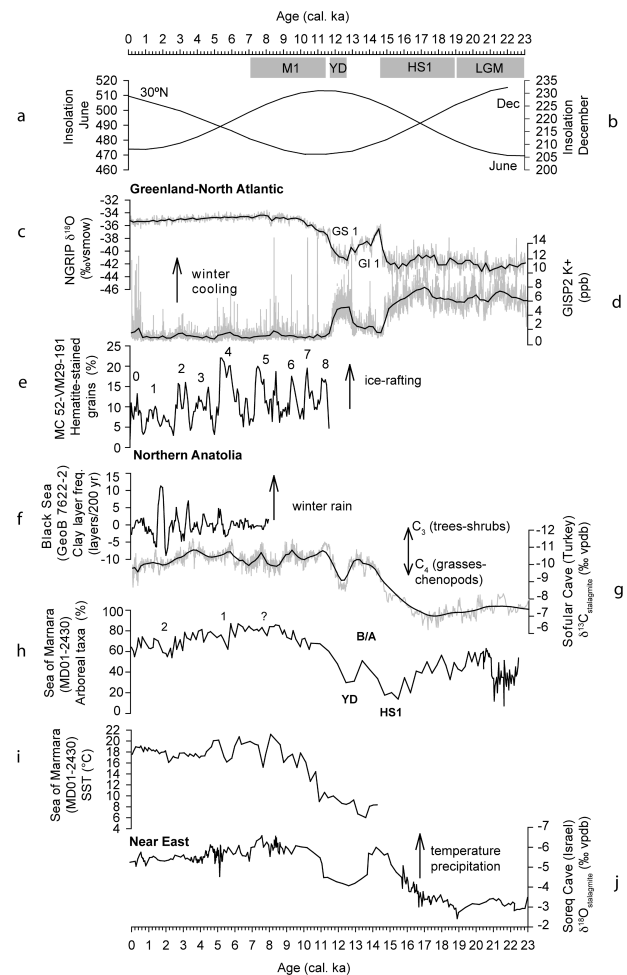 Age (cal. ka)
0 1 2 3 4 5 6 7 8 9 10 11 12 13 14 15 16 17 18 19 20 21 22 23
M1 YD HS1 LGM
a
Insolation
June
520
510
500
490
480
470
460
30ºN
Dec
June
235
230
225
220
215
210
205
200
Insolation
December
b
Greenland-North Atlantic
c
NGRIP δ18O
(‰vsmow)
-32
-34
-36
-38
-40
-42
-44
-46
GS 1
GI 1
winter
cooling
14
12
10
8
6
4
2
0
GISP2 K+
(ppb)
d
e
MC 52-VM29-191
Hematite-stained
grains (%)
25
20
15
10
5
0
0 1 2 3 4 5 6 7 8
ice-rafting
Northern Anatolia
f
Black Sea
(GeoB 7622-2)
Clay layer freq.
(layers/200 yr)
15
10
5
0
-5
-10
winter rain
C3 (trees-shrubs)
C4 (grasses-
chenopods)
-12
-11
-10
-9
-8
-7
-6
Sofular Cave (Turkey)
δ13Cstalagmite (‰ vpdb)
g
h
Sea of Marnara
(MD01-2430)
Arboreal taxa (%)
100
80
60
40
20
0
2 1 ?
B/A
YD
HS1
i
Sea of Marmara
(MD01-2430)
SST (°C)
22
20
18
16
14
12
10
8
6
4
Near East
temperature
precipitation
-7
-6
-5
-4
-3
-2
Soreq Cave (Israel)
δ18Ostalagmite (‰ vpdb)
j
0 1 2 3 4 5 6 7 8 9 10 11 12 13 14 15 16 17 18 19 20 21 22 23
Age (cal. ka)